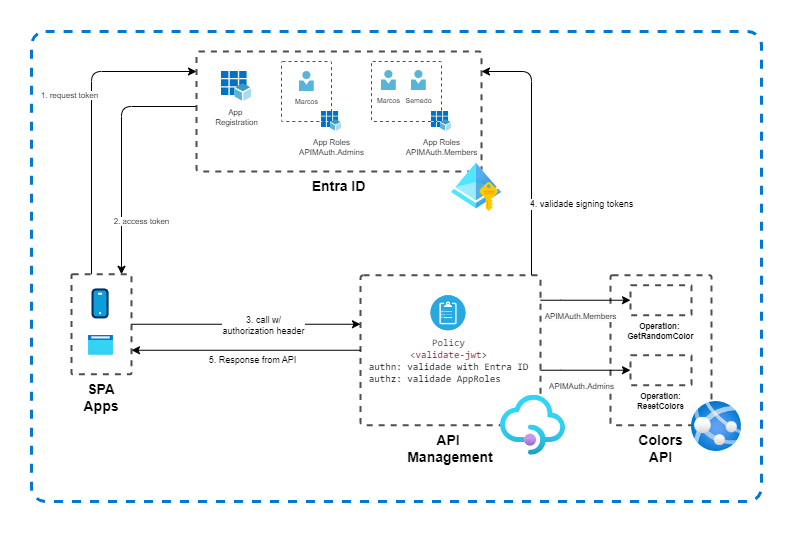 1. request token
App
Registration
Marcos
App Roles
APIMAuth.Admins
Marcos
Semedo
App Roles
APIMAuth.Members
Entra ID
2. access token
4. validade signing tokens
3. call w/
authorization header
5. Response from API
SPA
Apps
Policy
<validate-jwt>
authn: validade with Entra ID
authz: validade AppRoles
API
Management
APIMAuth.Members
Operation:
GetRandomColor
APIMAuth.Admins
Operation:
ResetColors
Colors
API